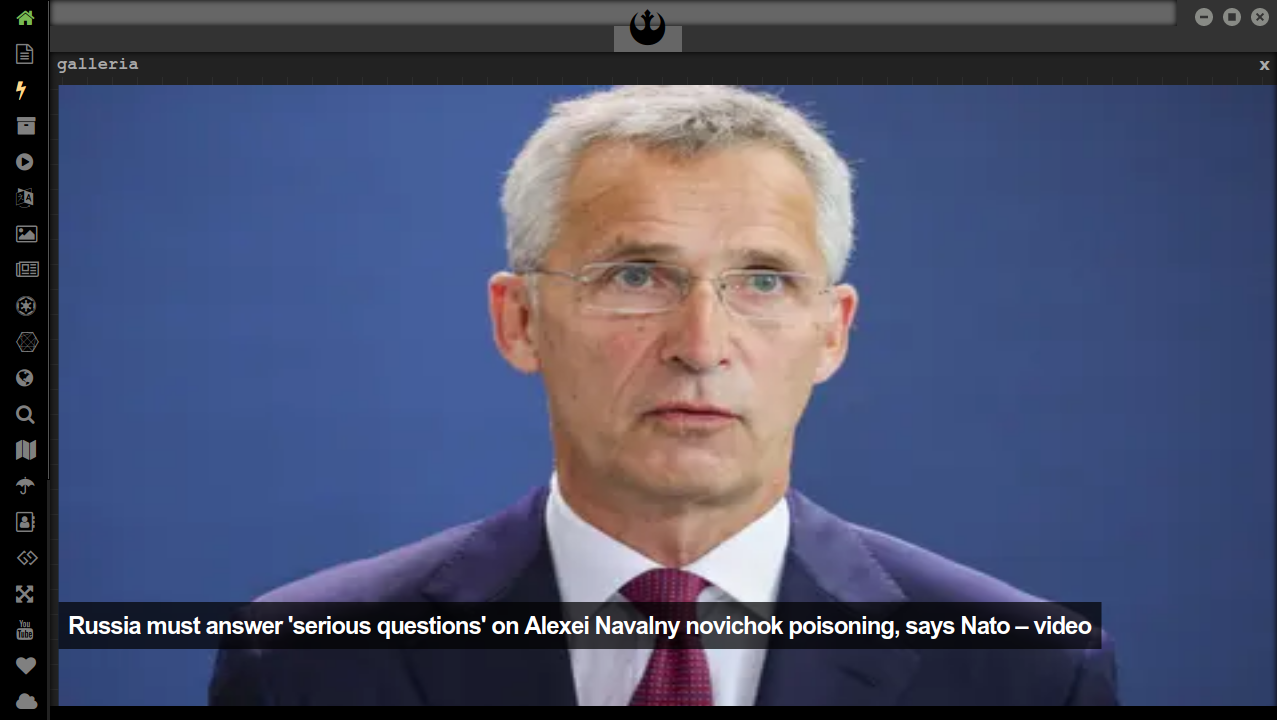 galleria
x
Russia must answer 'serious questions' on Alexei Navalny novichok poisoning, says Nato – video
You
Tube